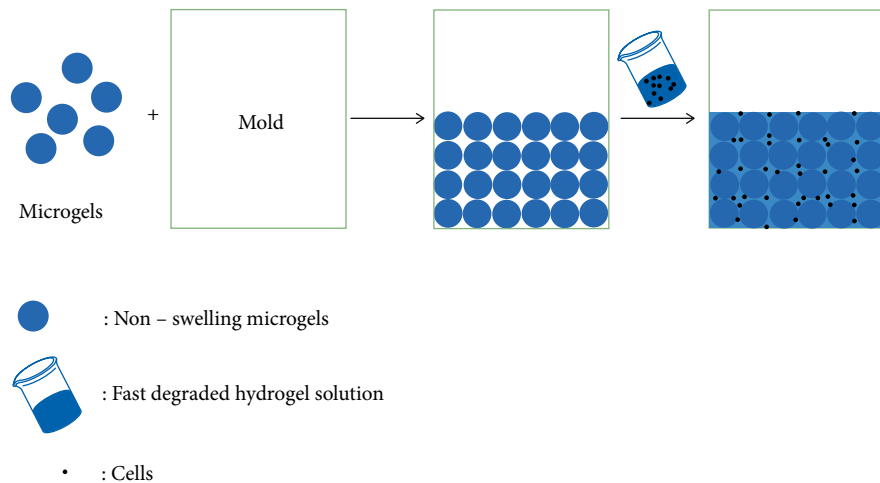 +
Mold
Microgels
: Non – swelling microgels
: Fast degraded hydrogel solution
: Cells